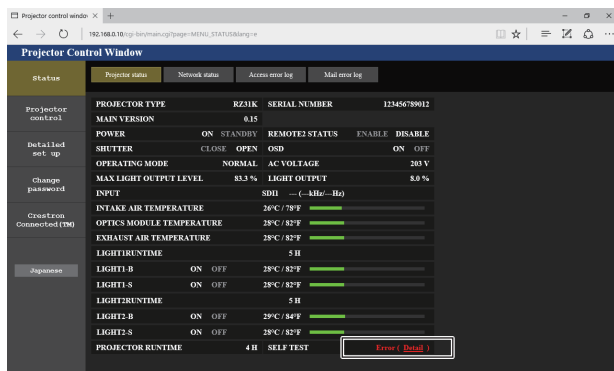 Projector control window
192.168.0.10/cgi-bin/main.cgi?page=MENU_STATUS&lang=e
Projector Control Window
Status
Projector status Network status Access error log Mail error log
Projector control
Detailed set up
Change password
Crestron Connected(TM)
Japanese
PROJECTOR TYPE RZ31K SERIAL NUMBER 123456789012
MAIN VERSION 0.15
POWER ON STANDBY REMOTE2 STATUS ENABLE DISABLE
SHUTTER CLOSE OPEN OSD ON OFF
OPERATING MODE NORMAL AC VOLTAGE 203 V
MAX LIGHT OUTPUT LEVEL 83.3 % LIGHT OUTPUT 8.0 %
INPUT SDI1 ---(---kHz/---Hz)
INTAKE AIR TEMPERATURE 26°C / 78°F
OPTICS MODULE TEMPERATURE 28°C / 82°F
EXHAUST AIR TEMPERATURE 28°C / 82°F
LIGHT1RUNTIME 5 H
LIGHT1-B ON OFF 28°C / 82°F
LIGHT1-S ON OFF 28°C / 82°F
LIGHT2RUNTIME 5 H
LIGHT2-B ON OFF 29°C / 84°F
LIGHT2-S ON OFF 28°C / 82°F
PROJECTOR RUNTIME 4 H SELF TEST Error ( Detail )